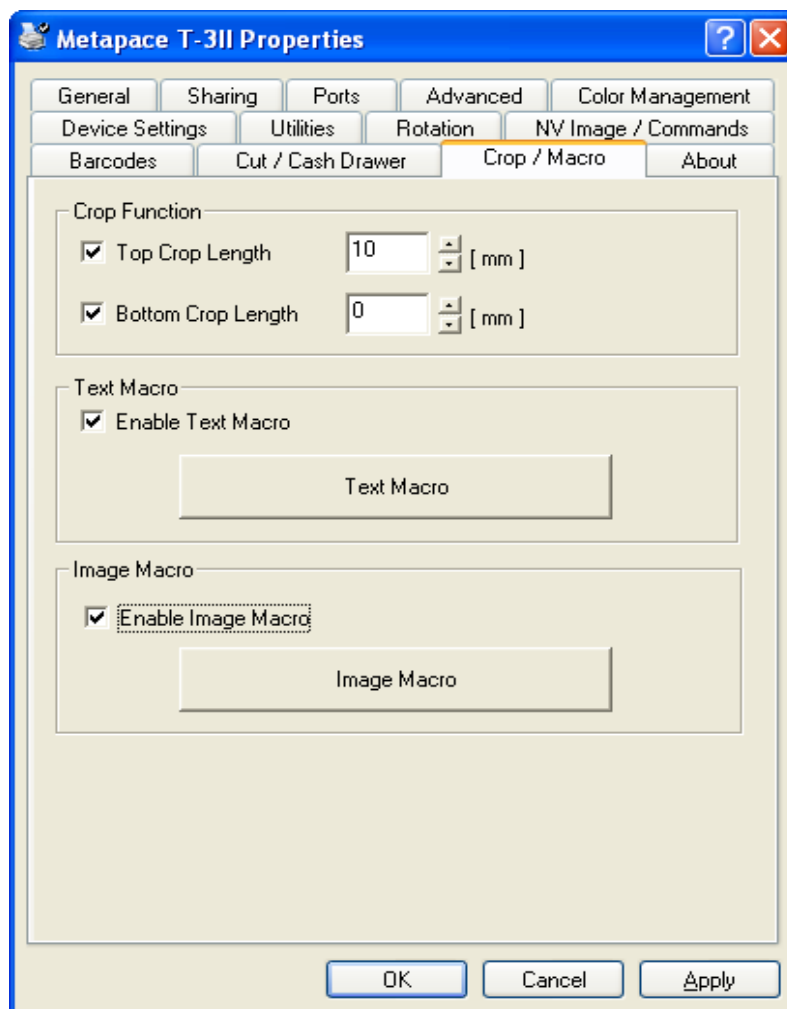 Metapace T-3II Properties
General Sharing Ports Advanced Color Management
Device Settings Utilities Rotation NV Image / Commands
Barcodes Cut / Cash Drawer Crop / Macro About
Crop Function
Top Crop Length 10 [ mm ]
Bottom Crop Length 0 [ mm ]
Text Macro
Enable Text Macro
Text Macro
Image Macro
Enable Image Macro
Image Macro
OK Cancel Apply